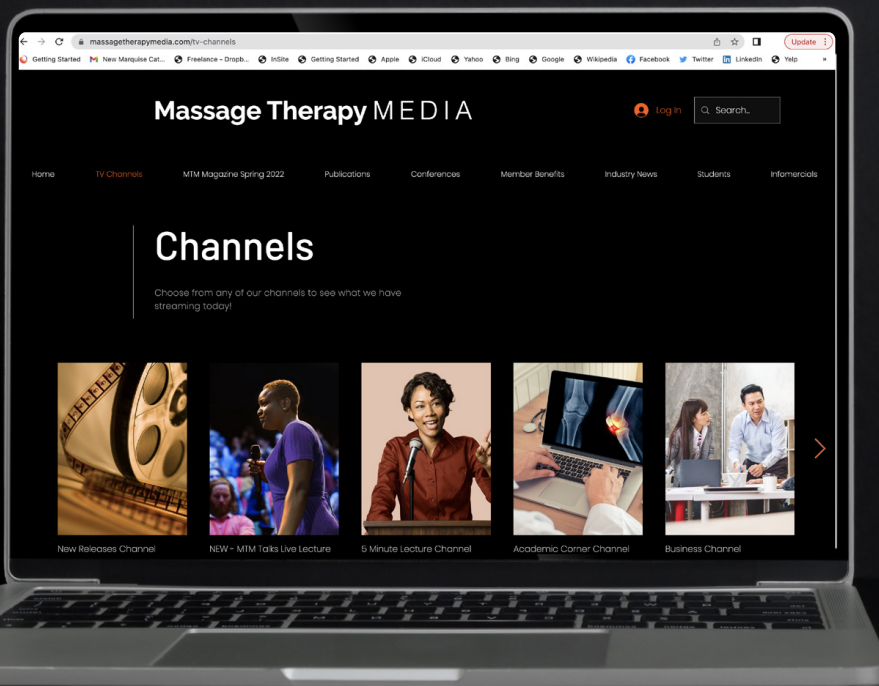 massagetherapymedia.com/tv-channels
Update
Getting Started New Marquise Cat... Freelance - Dropb... InSite Getting Started Apple iCloud Yahoo Bing Google Wikipedia Facebook Twitter LinkedIn Yelp »
Massage Therapy MEDIA
Log In
Search..
Home TV Channels MTM Magazine Spring 2022 Publications Conferences Member Benefits Industry News Students Infomercials
Channels
Choose from any of our channels to see what we have
streaming today!
New Releases Channel NEW - MTM Talks Live Lecture 5 Minute Lecture Channel Academic Corner Channel Business Channel